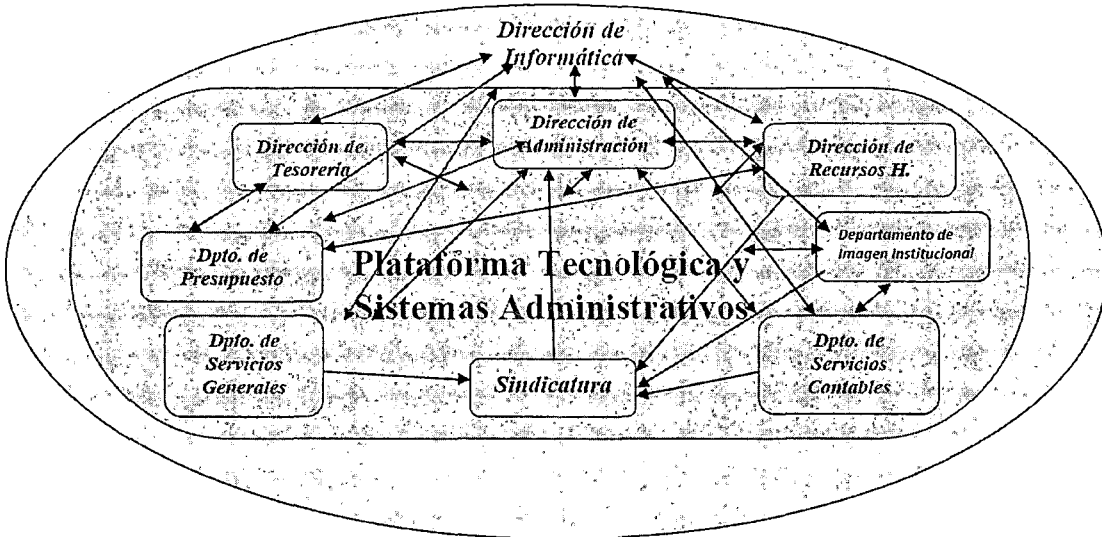 Dirección de
Informática
Dirección de
Tesorería
Dirección de
Administración
Dirección de
Recursos H.
Dpto. de
Presupuesto
Departamento de
Imagen Institucional
Plataforma Tecnológica y
Sistemas Administrativos
Dpto. de
Servicios
Generales
Sindicatura
Dpto. de
Servicios
Contables